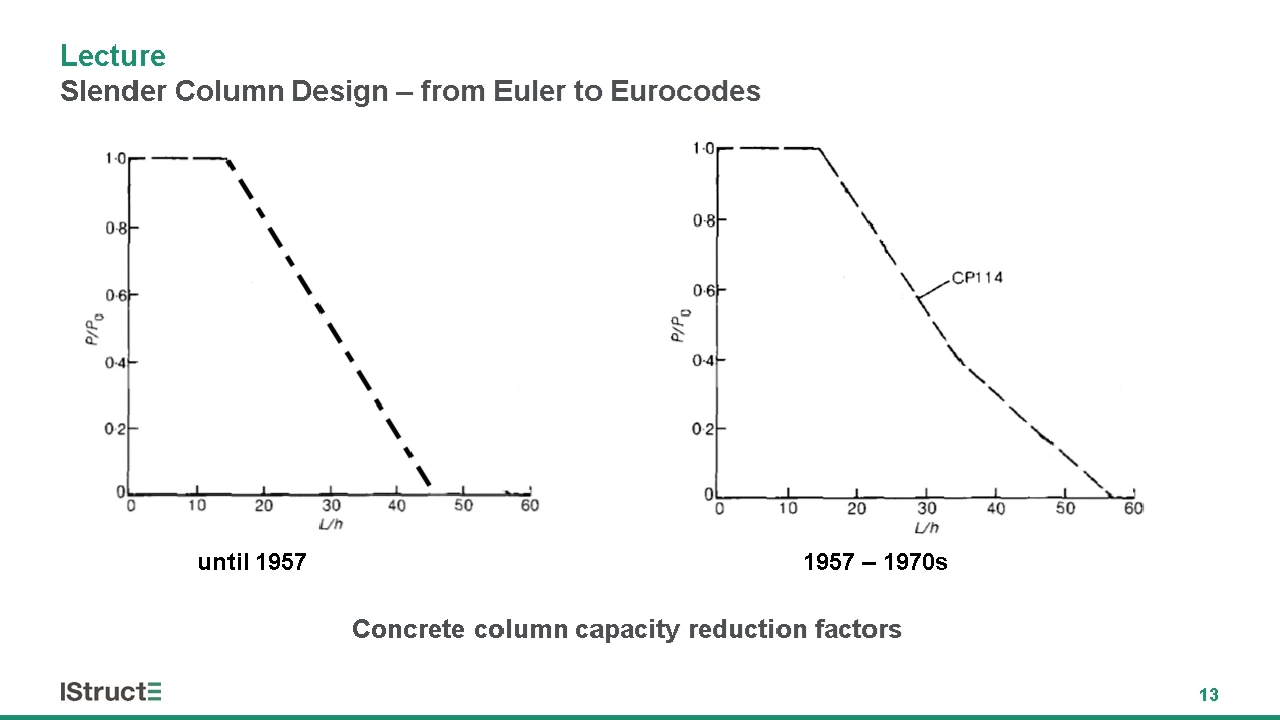 Lecture
Slender Column Design – from Euler to Eurocodes
1·0
0·8
0·6
0·4
0·2
0
P/P0
0 10 20 30 40 50 60
L/h
1·0
0·8
0·6
0·4
0·2
0
P/P0
CP114
0 10 20 30 40 50 60
L/h
until 1957
1957 – 1970s
Concrete column capacity reduction factors
IStructE
13